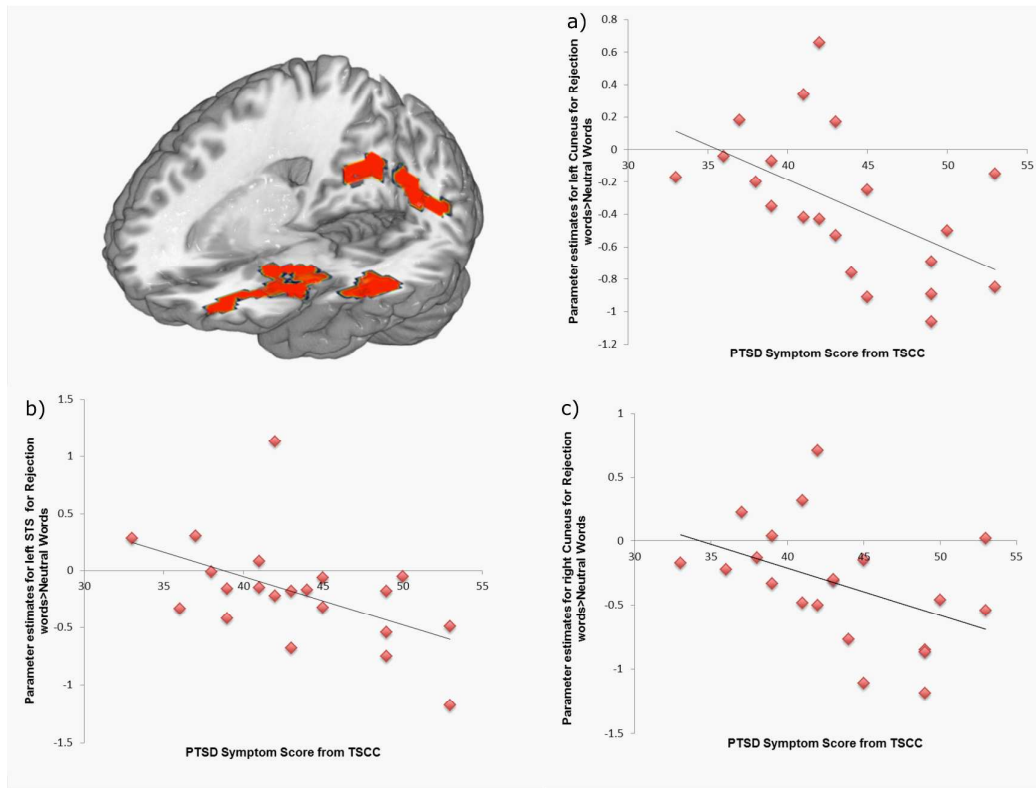 a)
Parameter estimates for left Cuneus for Rejection
words>Neutral Words
0.8
0.6
0.4
0.2
0
-0.2
-0.4
-0.6
-0.8
-1
-1.2
30 35 40 45 50 55
PTSD Symptom Score from TSCC
b)
Parameter estimates for left STS for Rejection
words>Neutral Words
1.5
1
0.5
0
-0.5
-1
-1.5
30 35 40 45 50 55
PTSD Symptom Score from TSCC
c)
Parameter estimates for right Cuneus for Rejection
words>Neutral Words
1
0.5
0
-0.5
-1
-1.5
30 35 40 45 50 55
PTSD Symptom Score from TSCC